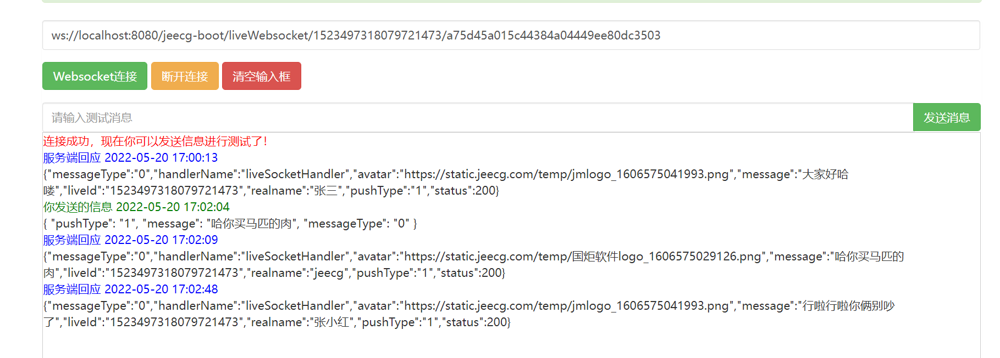 ws://localhost:8080/jeecg-boot/liveWebsocket/1523497318079721473/a75d45a015c44384a04449ee80dc3503
Websocket连接 断开连接 清空输入框
请输入测试消息 发送消息
连接成功，现在你可以发送信息进行测试了！
服务端回应 2022-05-20 17:00:13
{"messageType":"0","handlerName":"liveSocketHandler","avatar":"https://static.jeecg.com/temp/jmlogo_1606575041993.png","message":"大家好哈
喽","liveId":"1523497318079721473","realname":"张三","pushType":"1","status":200}
你发送的信息 2022-05-20 17:02:04
{ "pushType": "1", "message": "哈你买马匹的肉", "messageType": "0" }
服务端回应 2022-05-20 17:02:09
{"messageType":"0","handlerName":"liveSocketHandler","avatar":"https://static.jeecg.com/temp/国炬软件logo_1606575029126.png","message":"哈你买马匹的
肉","liveId":"1523497318079721473","realname":"jeecg","pushType":"1","status":200}
服务端回应 2022-05-20 17:02:48
{"messageType":"0","handlerName":"liveSocketHandler","avatar":"https://static.jeecg.com/temp/jmlogo_1606575041993.png","message":"行啦行啦你俩别吵
了","liveId":"1523497318079721473","realname":"张小红","pushType":"1","status":200}